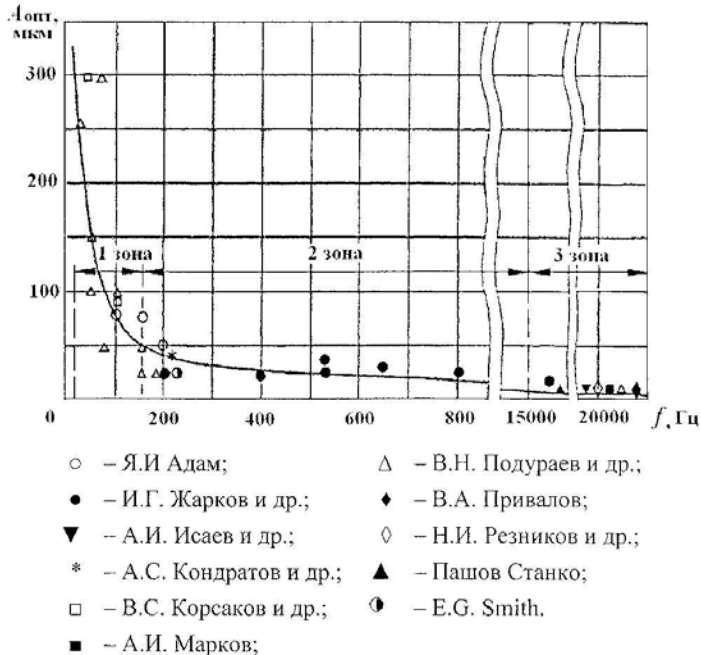 Aопт,
мкм
300
200
1 зона
2 зона
3 зона
100
0
100
200
400
600
800
15000
20000
f, Гц
○ – Я.И Адам;
● – И.Г. Жарков и др.;
▼ – А.И. Исаев и др.;
* – А.С. Кондратов и др.;
□ – В.С. Корсаков и др.;
■ – А.И. Марков;
△ – В.Н. Подураев и др.;
♦ – В.А. Привалов;
◊ – Н.И. Резников и др.;
▲ – Пашов Станко;
◑ – E.G. Smith.